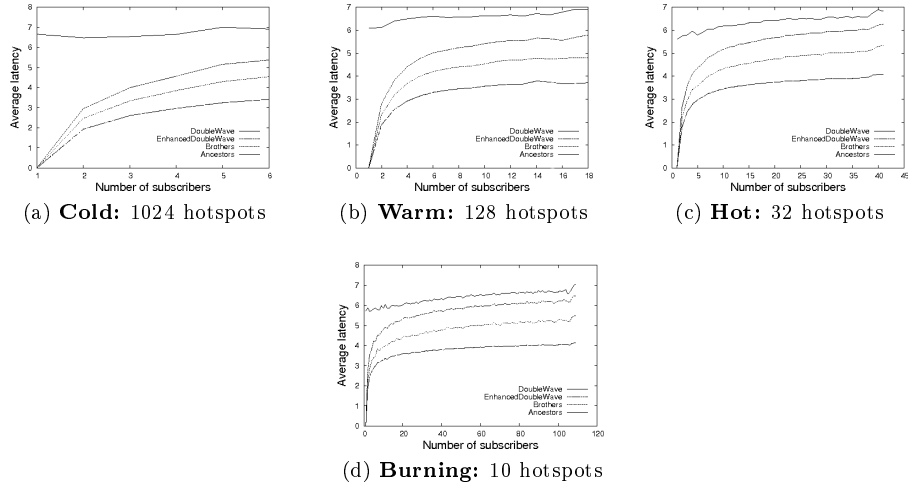 8
7
6
5
4
3
2
1
0
Average latency
DoubleWave
EnhancedDoubleWave
Brothers
Ancestors
1 2 3 4 5 6
Number of subscribers
(a) Cold: 1024 hotspots
8
7
6
5
4
3
2
1
0
Average latency
DoubleWave
EnhancedDoubleWave
Brothers
Ancestors
0 2 4 6 8 10 12 14 16 18
Number of subscribers
(b) Warm: 128 hotspots
8
7
6
5
4
3
2
1
0
Average latency
DoubleWave
EnhancedDoubleWave
Brothers
Ancestors
0 5 10 15 20 25 30 35 40 45
Number of subscribers
(c) Hot: 32 hotspots
8
7
6
5
4
3
2
1
0
Average latency
DoubleWave
EnhancedDoubleWave
Brothers
Ancestors
0 20 40 60 80 100 120
Number of subscribers
(d) Burning: 10 hotspots